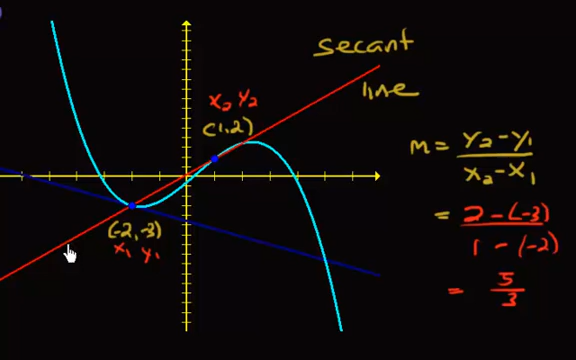 secant
line
x₂ y₂
(1,2)
(-2,-3)
x₁ y₁
m = y₂-y₁ / x₂-x₁
= 2-(-3) / 1-(-2)
= 5/3